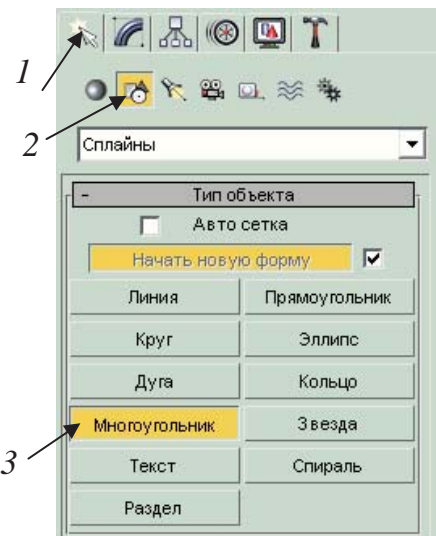 1
2
Сплайны
- Тип объекта
Авто сетка
Начать новую форму
Линия Прямоугольник
Круг Эллипс
Дуга Кольцо
Многоугольник Звезда
3
Текст Спираль
Раздел